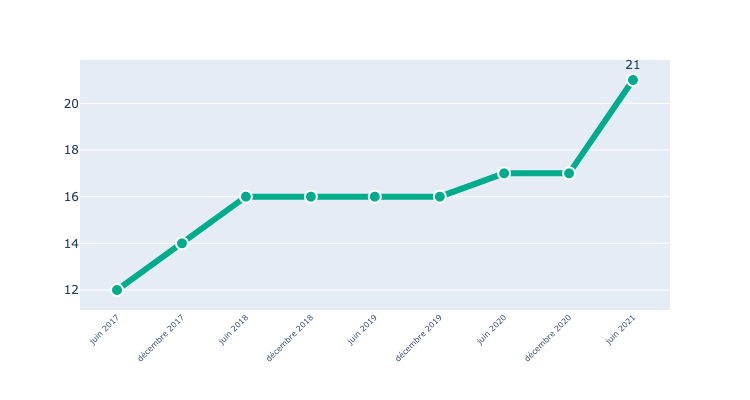 21
20
18
16
14
12
juin 2017
décembre 2017
juin 2018
décembre 2018
juin 2019
décembre 2019
juin 2020
décembre 2020
juin 2021